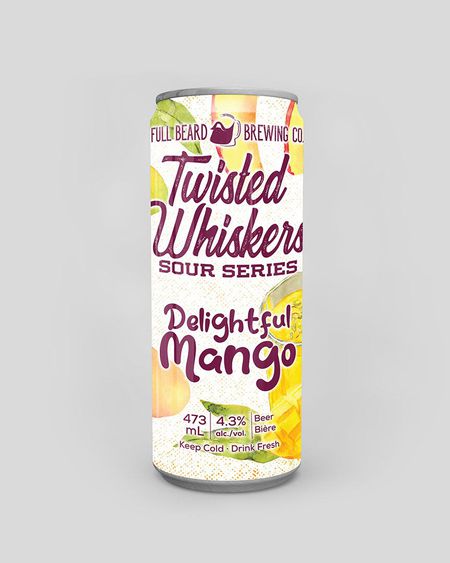 FULL BEARD BREWING CO.
Twisted
Whiskers
SOUR SERIES
Delightful
Mango
473 mL 4.3% alc./vol. Beer Bière
Keep Cold · Drink Fresh